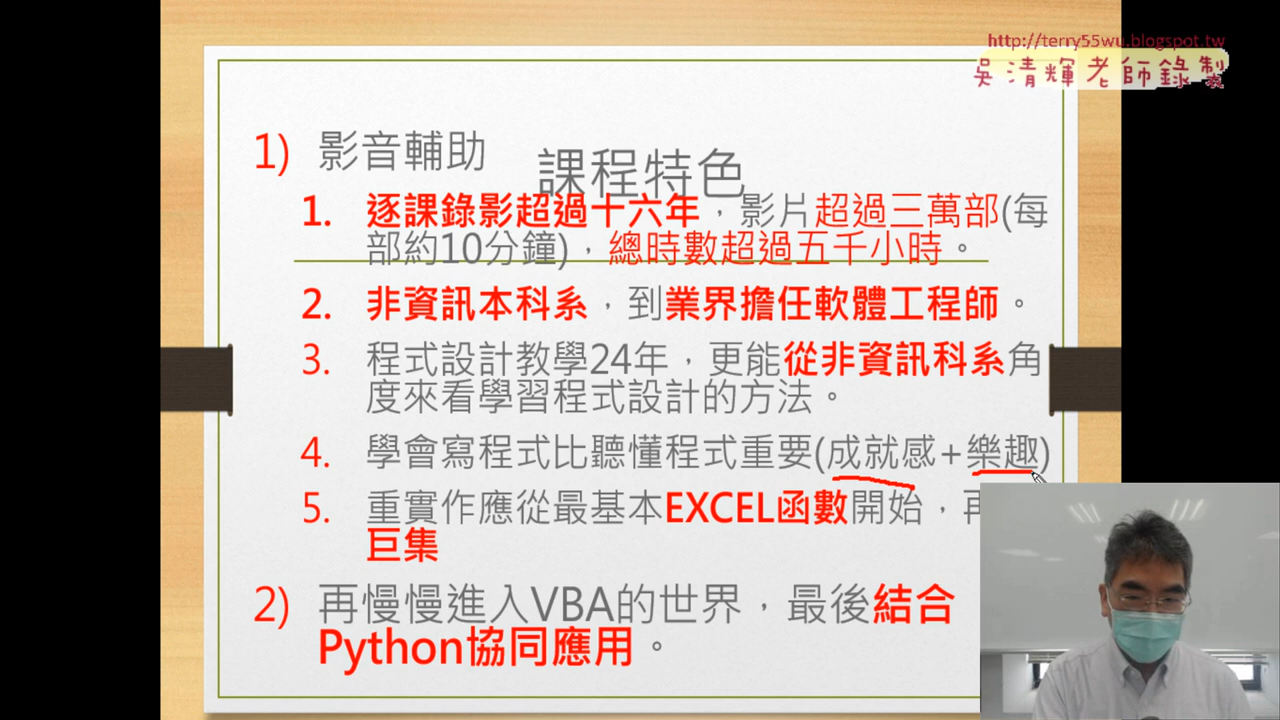 http://terry55wu.blogspot.tw
吳清輝老師錄製
課程特色
1) 影音輔助
1. 逐課錄影超過十六年，影片超過三萬部(每
部約10分鐘)，總時數超過五千小時。
2. 非資訊本科系，到業界擔任軟體工程師。
3. 程式設計教學24年，更能從非資訊科系角
度來看學習程式設計的方法。
4. 學會寫程式比聽懂程式重要(成就感+樂趣)
5. 重實作應從最基本EXCEL函數開始，再
巨集
2) 再慢慢進入VBA的世界，最後結合
Python協同應用。